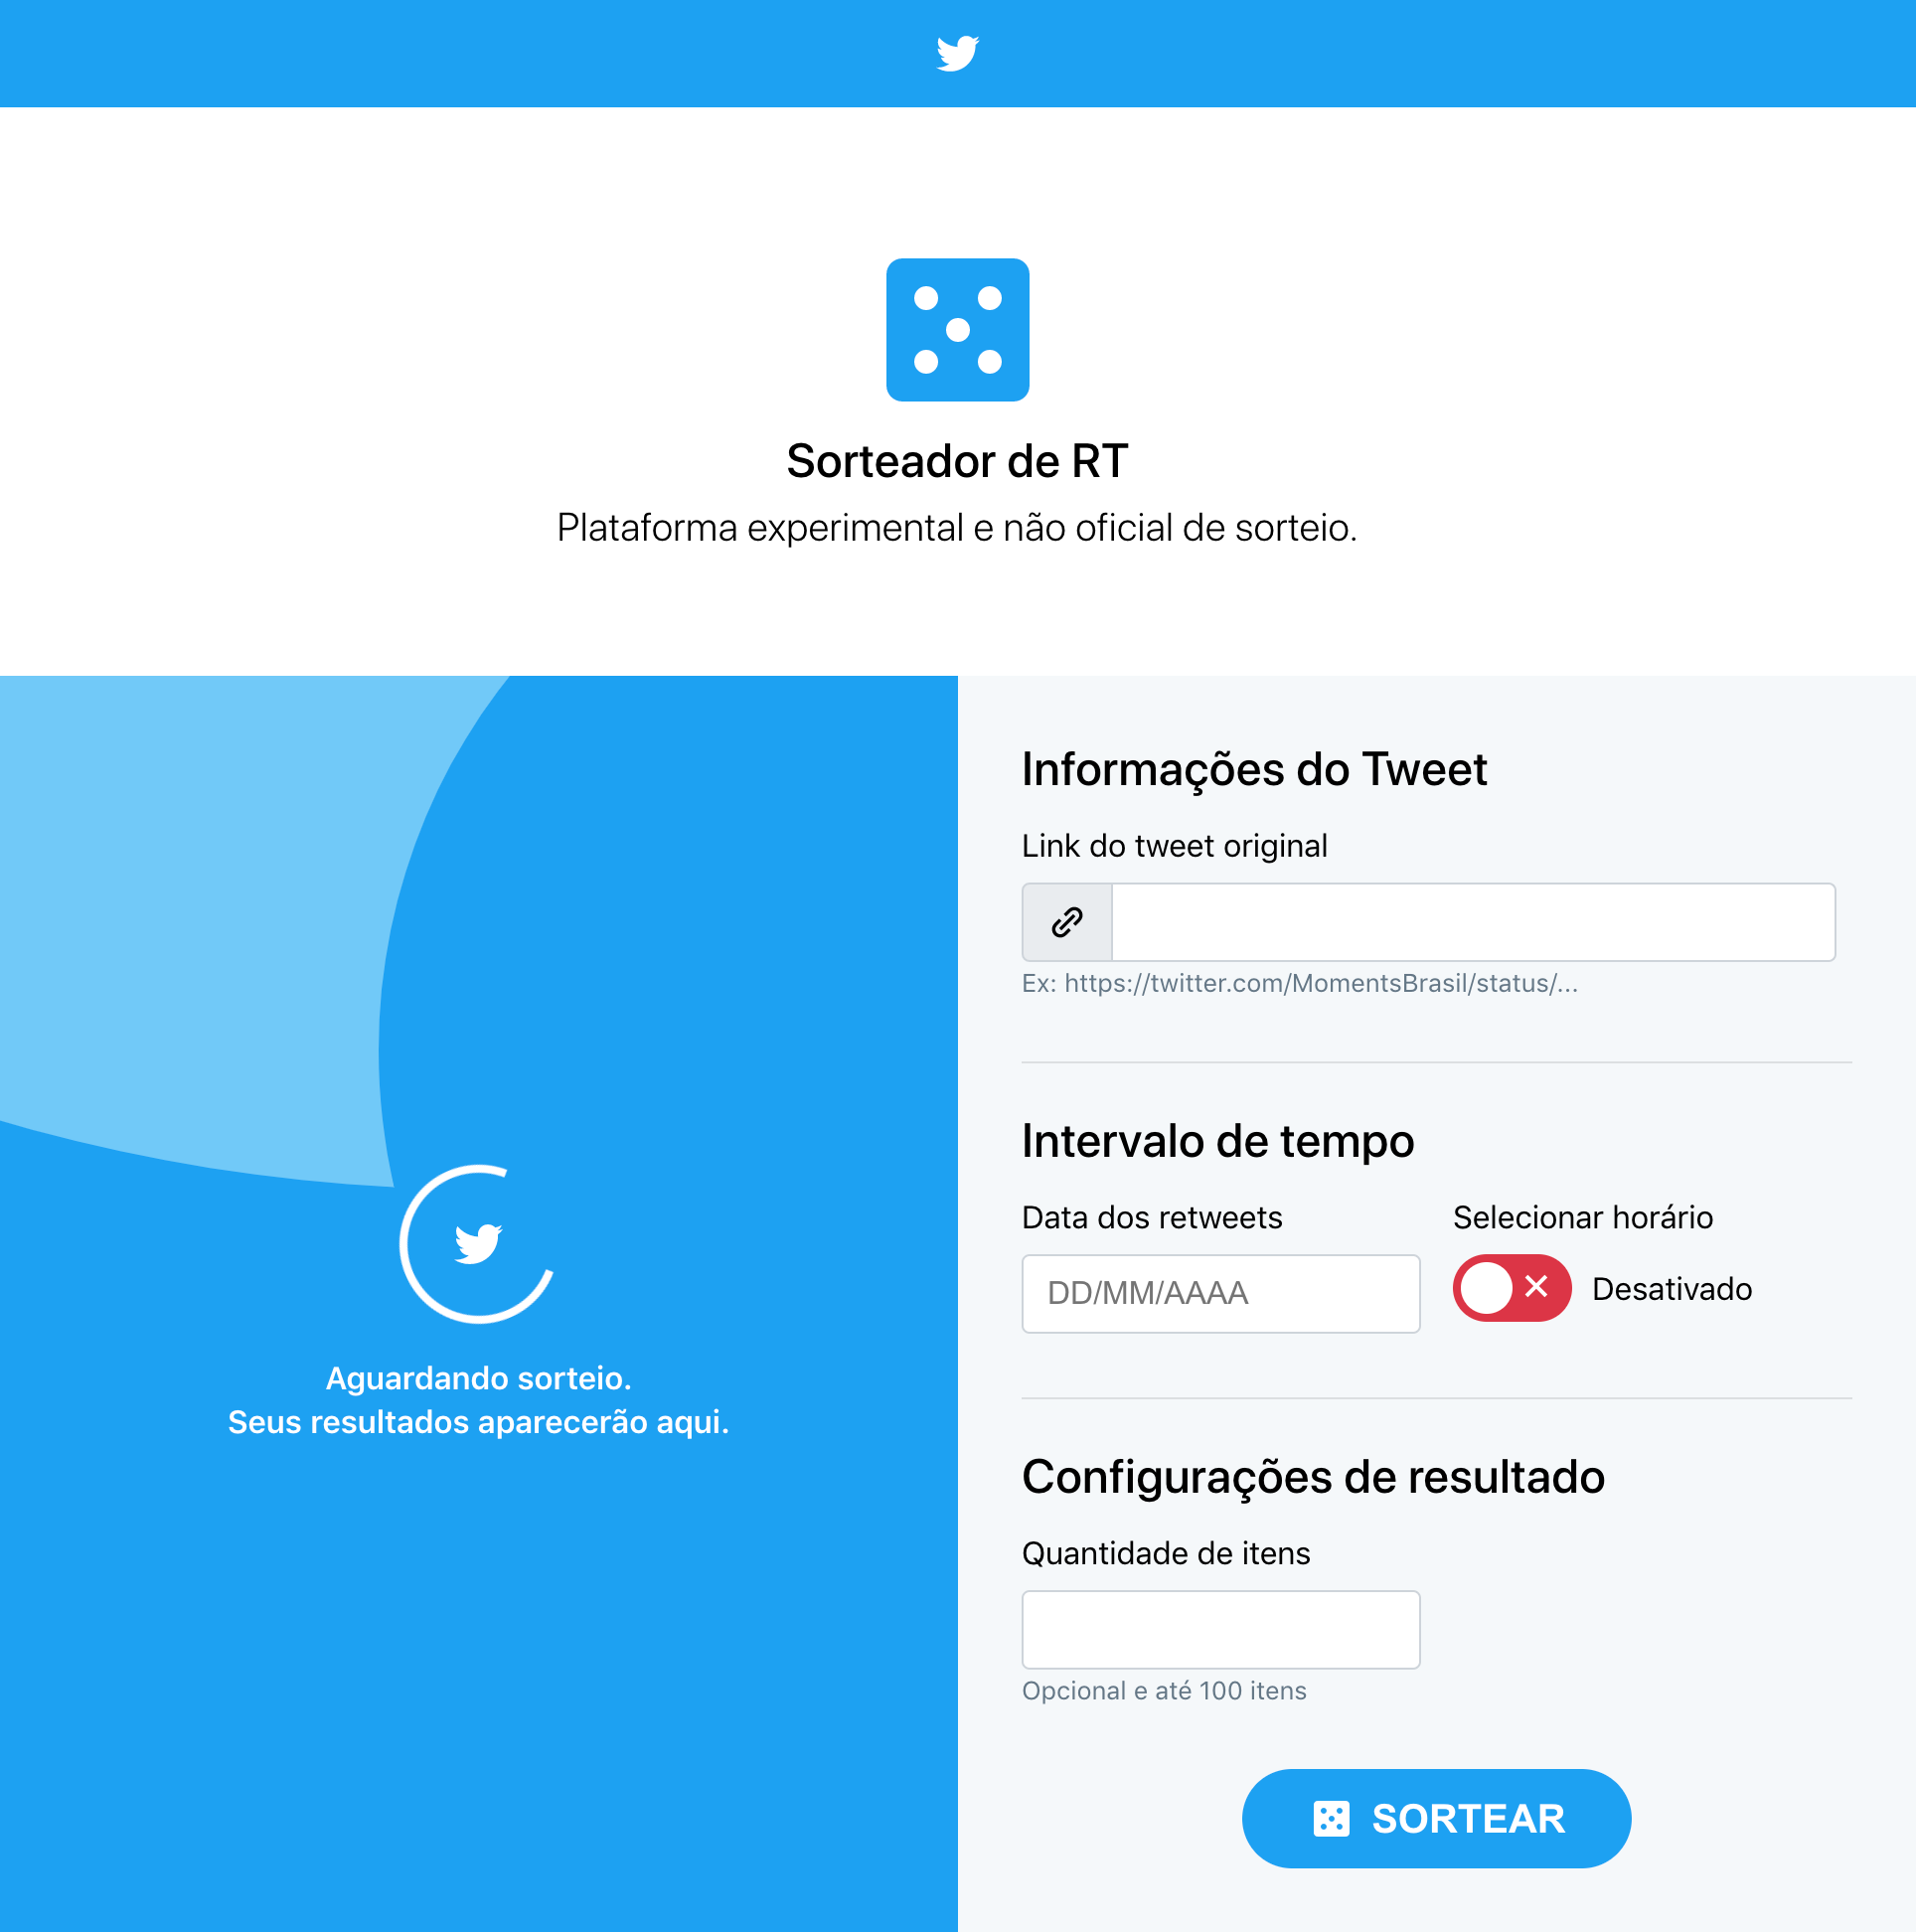 Sorteador de RT
Plataforma experimental e não oficial de sorteio.
Aguardando sorteio.
Seus resultados aparecerão aqui.
Informações do Tweet
Link do tweet original
Ex: https://twitter.com/MomentsBrasil/status/...
Intervalo de tempo
Data dos retweets
DD/MM/AAAA
Selecionar horário
Desativado
Configurações de resultado
Quantidade de itens
Opcional e até 100 itens
SORTEAR